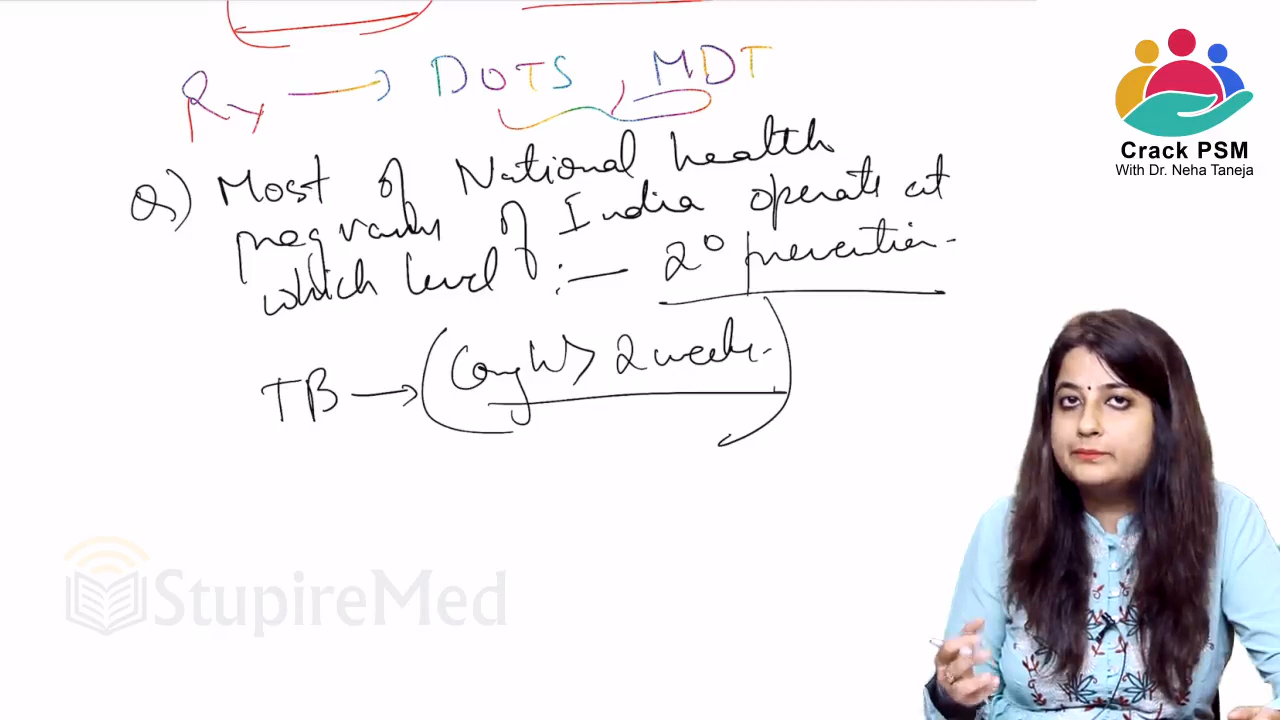 Rx → DOTS, MDT
Q) Most of National health
programs of India operate at
which level :— 2° prevention.
TB → (Cough > 2 weeks.)
Crack PSM
With Dr. Neha Taneja
StupireMed